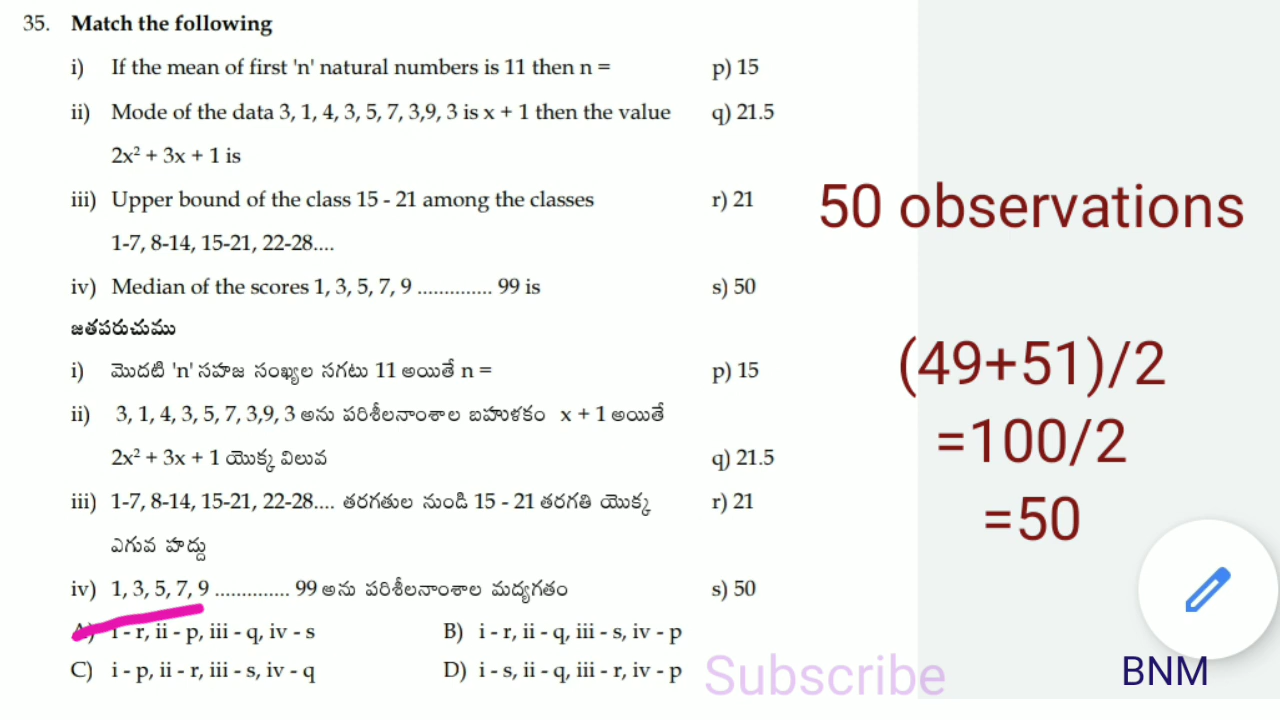 35. Match the following
i) If the mean of first 'n' natural numbers is 11 then n = p) 15
ii) Mode of the data 3, 1, 4, 3, 5, 7, 3,9, 3 is x + 1 then the value q) 21.5
2x² + 3x + 1 is
iii) Upper bound of the class 15 - 21 among the classes r) 21
1-7, 8-14, 15-21, 22-28....
iv) Median of the scores 1, 3, 5, 7, 9 .............. 99 is s) 50
జతపరుచుము
i) మొదటి 'n' సహజ సంఖ్యల సగటు 11 అయితే n = p) 15
ii) 3, 1, 4, 3, 5, 7, 3,9, 3 అను పరిశీలనాంశాల బహుళకం x + 1 అయితే
2x² + 3x + 1 యొక్క విలువ q) 21.5
iii) 1-7, 8-14, 15-21, 22-28.... తరగతుల నుండి 15 - 21 తరగతి యొక్క r) 21
ఎగువ హద్దు
iv) 1, 3, 5, 7, 9 .............. 99 అను పరిశీలనాంశాల మద్యగతం s) 50
A) i - r, ii - p, iii - q, iv - s B) i - r, ii - q, iii - s, iv - p
C) i - p, ii - r, iii - s, iv - q D) i - s, ii - q, iii - r, iv - p
50 observations
(49+51)/2
=100/2
=50
Subscribe
BNM